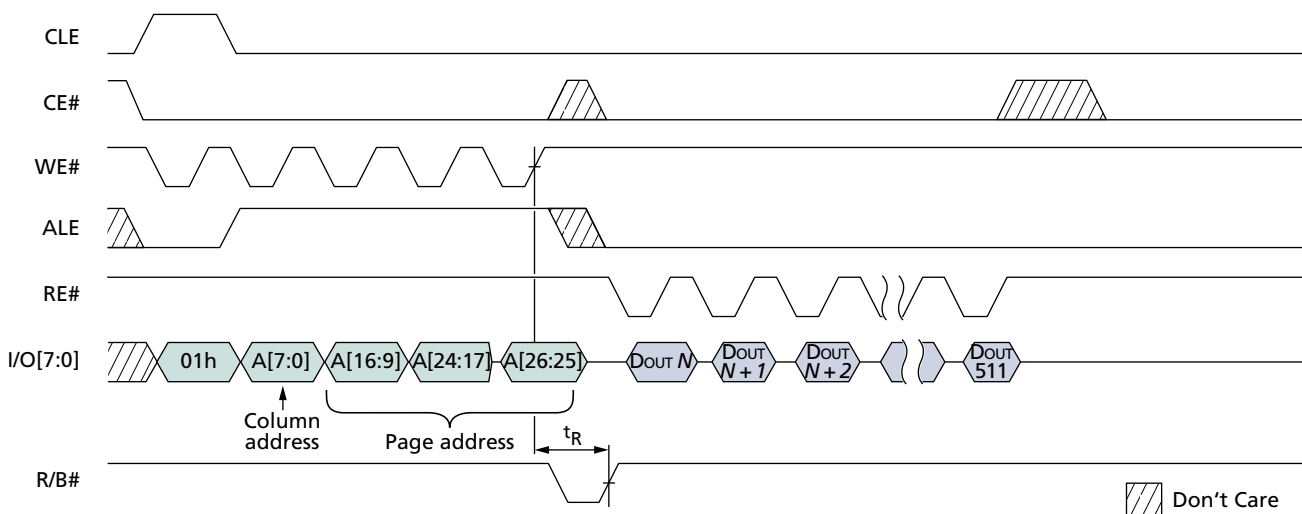 CLE
CE#
WE#
ALE
RE#
I/O[7:0]
01h
A[7:0]
A[16:9]
A[24:17]
A[26:25]
DOUT N
DOUT
N + 1
DOUT
N + 2
DOUT
511
Column
address
Page address
tR
R/B#
Don't Care